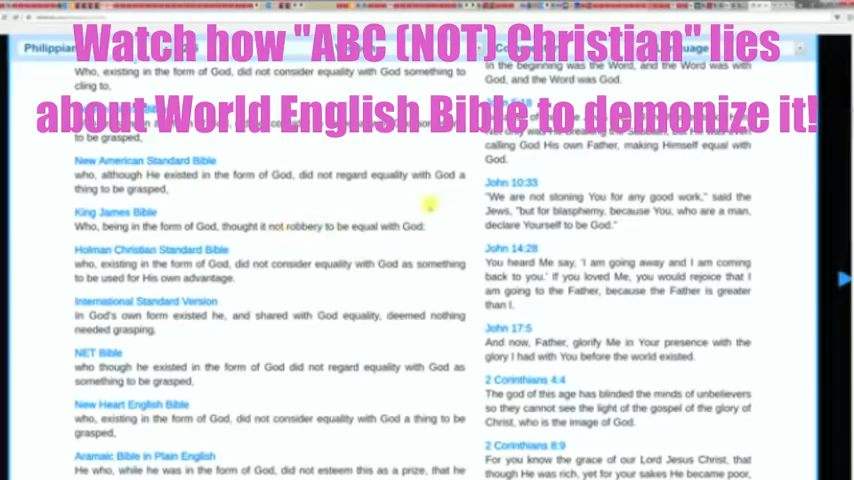 Watch how "ABC (NOT) Christian" lies
about World English Bible to demonize it!
Philippian
Who, existing in the form of God, did not consider equality with God something to
cling to.
to be grasped,
New American Standard Bible
who, although He existed in the form of God, did not regard equality with God a
thing to be grasped,
King James Bible
Who, being in the form of God, thought it not robbery to be equal with God:
Holman Christian Standard Bible
who, existing in the form of God, did not consider equality with God as something
to be used for His own advantage.
International Standard Version
In God's own form existed he, and shared with God equality, deemed nothing
needed grasping.
NET Bible
who though he existed in the form of God did not regard equality with God as
something to be grasped,
New Heart English Bible
who, existing in the form of God, did not consider equality with God a thing to be
grasped,
Aramaic Bible in Plain English
He who, while he was in the form of God, did not esteem this as a prize, that he
In the beginning was the Word, and the Word was with
God, and the Word was God.
calling God His own Father, making Himself equal with
God.
John 10:33
"We are not stoning You for any good work," said the
Jews, "but for blasphemy, because You, who are a man,
declare Yourself to be God."
John 14:28
You heard Me say, 'I am going away and I am coming
back to you.' If you loved Me, you would rejoice that I
am going to the Father, because the Father is greater
than I.
John 17:5
And now, Father, glorify Me in Your presence with the
glory I had with You before the world existed.
2 Corinthians 4:4
The god of this age has blinded the minds of unbelievers
so they cannot see the light of the gospel of the glory of
Christ, who is the image of God.
2 Corinthians 8:9
For you know the grace of our Lord Jesus Christ, that
though He was rich, yet for your sakes He became poor,